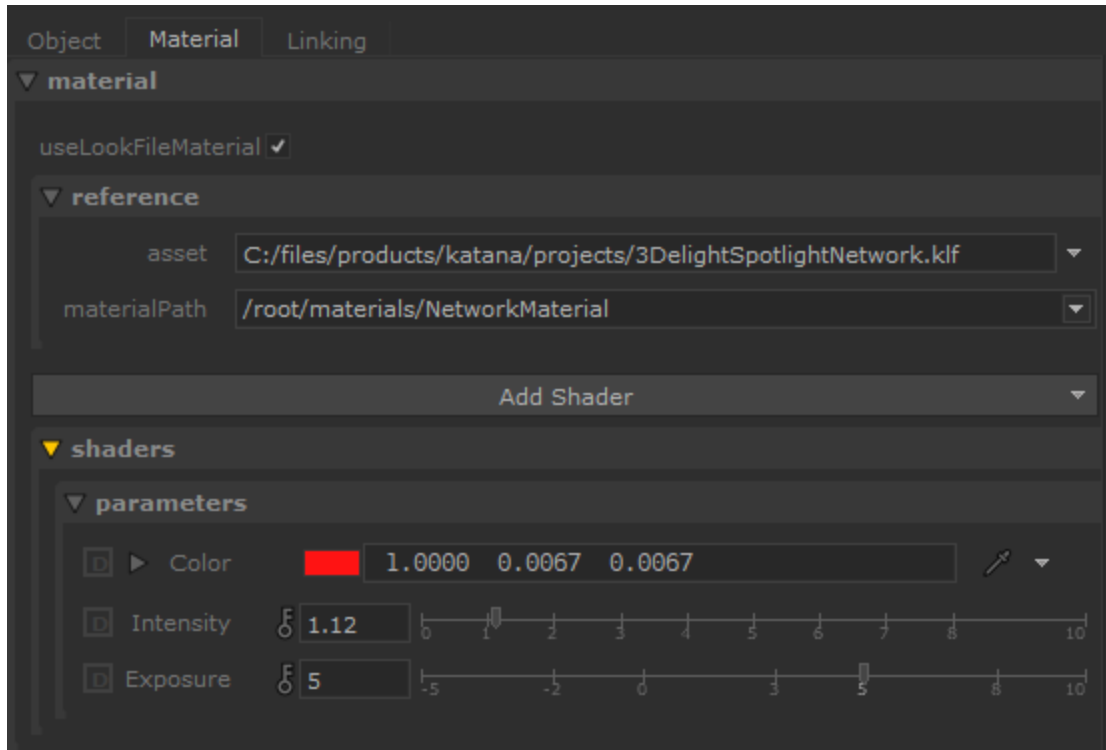 Object Material Linking
material
useLookFileMaterial
reference
asset C:/files/products/katana/projects/3DelightSpotlightNetwork.klf
materialPath /root/materials/NetworkMaterial
Add Shader
shaders
parameters
D Color 1.0000 0.0067 0.0067
D Intensity 1.12 0 1 2 3 4 5 6 7 8 10
D Exposure 5 -5 -2 0 3 5 8 10